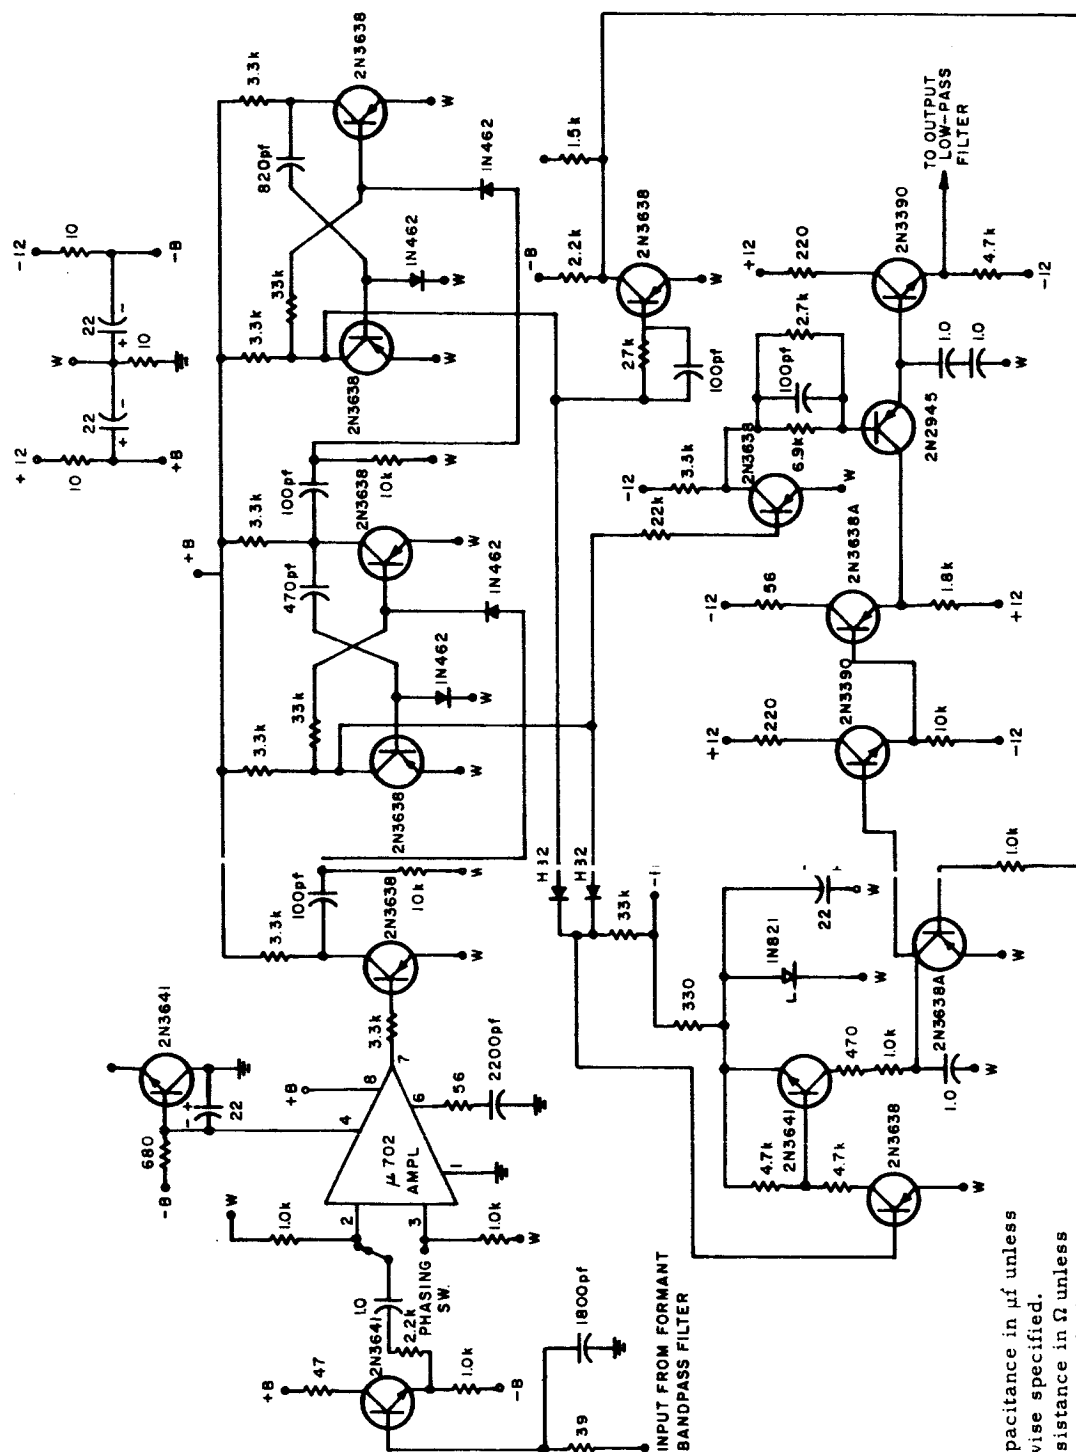 -12
10
-B
22
W
10
22
+12
10
+B
3.3k
2N3638
820pf
33k
3.3k
1N462
1N462
2N3638
W
W
W
+B
3.3k
100pf
2N3638
10k
W
W
470pf
1N462
33k
1N462
3.3k
W
2N3638
W
3.3k
100pf
2N3638
10k
W
W
2N3641
+
-
22
680
-B
+B
8
4
7
3.3k
6
56
2200pf
μ702
AMPL
1
2
3
W
1.0k
1.0k
W
PHASING
SW.
1.0
2.2k
2N3641
+B
47
1.0k
-B
1800pf
39
INPUT FROM FORMANT
BANDPASS FILTER
1.5k
-B
2.2k
2N3638
27k
100pf
W
TO OUTPUT
LOW-PASS
FILTER
+12
220
2N3390
4.7k
-12
2.7k
100pf
6.9k
1.0
1.0
W
2N2945
-12
3.3k
2N3638
W
22k
-12
56
2N3638A
1.8k
+12
+12
220
2N3390
10k
-12
33k
330
22
W
1N821
W
1.0k
2N3638A
W
470
1.0k
1.0
W
4.7k
2N3641
4.7k
2N3638
W
pacitance in μf unless
wise specified.
sistance in Ω unless